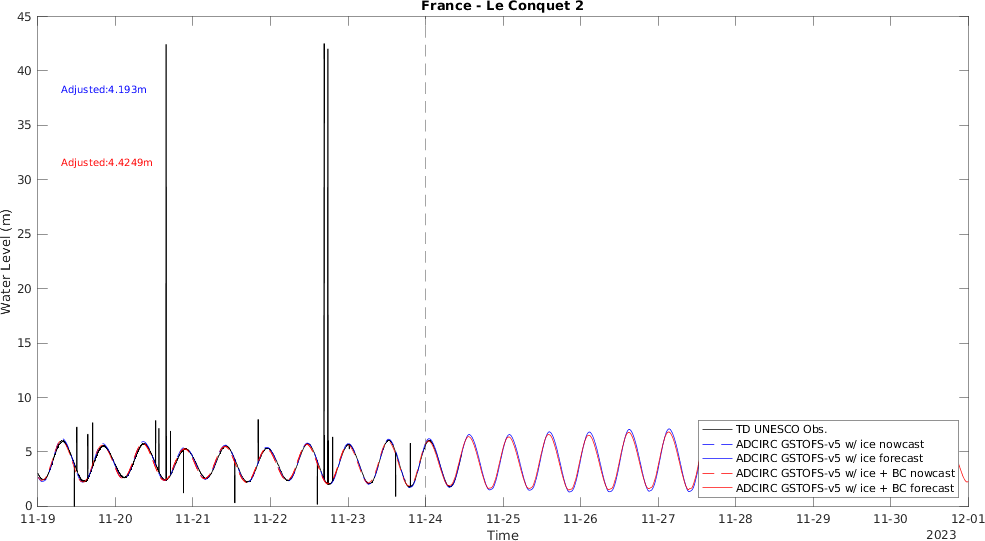 France - Le Conquet 2
45
40
35
30
25
20
15
10
5
0
Water Level (m)
Adjusted:4.193m
Adjusted:4.4249m
TD UNESCO Obs.
ADCIRC GSTOFS-v5 w/ ice nowcast
ADCIRC GSTOFS-v5 w/ ice forecast
ADCIRC GSTOFS-v5 w/ ice + BC nowcast
ADCIRC GSTOFS-v5 w/ ice + BC forecast
11-19 11-20 11-21 11-22 11-23 11-24 11-25 11-26 11-27 11-28 11-29 11-30 12-01
Time
2023